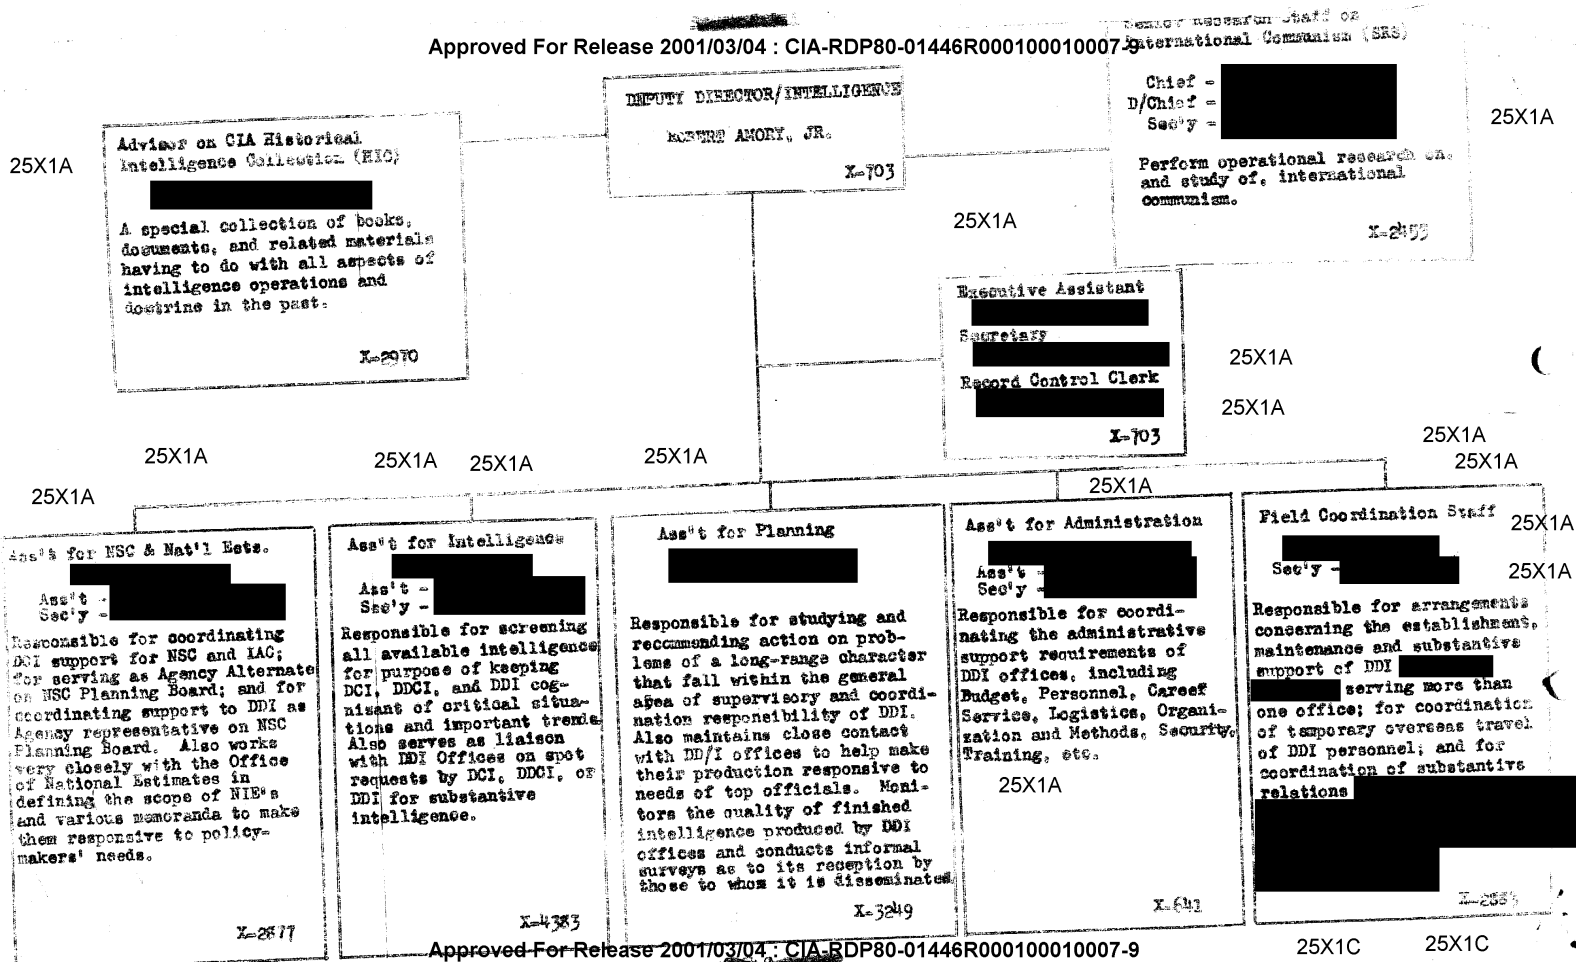 Approved For Release 2001/03/04 : CIA-RDP80-01446R000100010007-9
Senior Research Staff on
International Communism (SRS)
Chief -
D/Chief -
Sec'y -
Perform operational research on,
and study of, international
communism.
X-2455
25X1A
DEPUTY DIRECTOR/INTELLIGENCE
ROBERT AMORY, JR.
X-703
25X1A
Advisor on CIA Historical
Intelligence Collection (HIC)
A special collection of books,
documents, and related materials
having to do with all aspects of
intelligence operations and
doctrine in the past.
X-2970
25X1A
Executive Assistant
Secretary
Record Control Clerk
X-703
25X1A
25X1A
25X1A
25X1A
25X1A
25X1A
25X1A
25X1A
25X1A
25X1A
Ass't for NSC & Nat'l Ests.
Ass't -
Sec'y -
Responsible for coordinating
DCI support for NSC and IAC;
for serving as Agency Alternate
on NSC Planning Board; and for
coordinating support to DDI as
Agency representative on NSC
Planning Board. Also works
very closely with the Office
of National Estimates in
defining the scope of NIE's
and various memoranda to make
them responsive to policy-
makers' needs.
X-2877
Ass't for Intelligence
Ass't -
Sec'y -
Responsible for screening
all available intelligence
for purpose of keeping
DCI, DDCI, and DDI cog-
nizant of critical situa-
tions and important trends
Also serves as liaison
with DDI Offices on spot
requests by DCI, DDCI, or
DDI for substantive
intelligence.
X-4383
Ass't for Planning
Responsible for studying and
recommending action on prob-
lems of a long-range character
that fall within the general
area of supervisory and coordi-
nation responsibility of DDI.
Also maintains close contact
with DD/I offices to help make
their production responsive to
needs of top officials. Moni-
tors the quality of finished
intelligence produced by DDI
offices and conducts informal
surveys as to its reception by
those to whom it is disseminated
X-3249
25X1A
Ass't for Administration
Ass't -
Sec'y -
Responsible for coordi-
nating the administrative
support requirements of
DDI offices, including
Budget, Personnel, Career
Service, Logistics, Organi-
zation and Methods, Security,
Training, etc.
25X1A
X-641
Field Coordination Staff
25X1A
Sec'y -
25X1A
Responsible for arrangements
concerning the establishment,
maintenance and substantive
support of DDI
serving more than
one office; for coordination
of temporary overseas travel
of DDI personnel; and for
coordination of substantive
relations
Approved For Release 2001/03/04 : CIA-RDP80-01446R000100010007-9
25X1C
25X1C